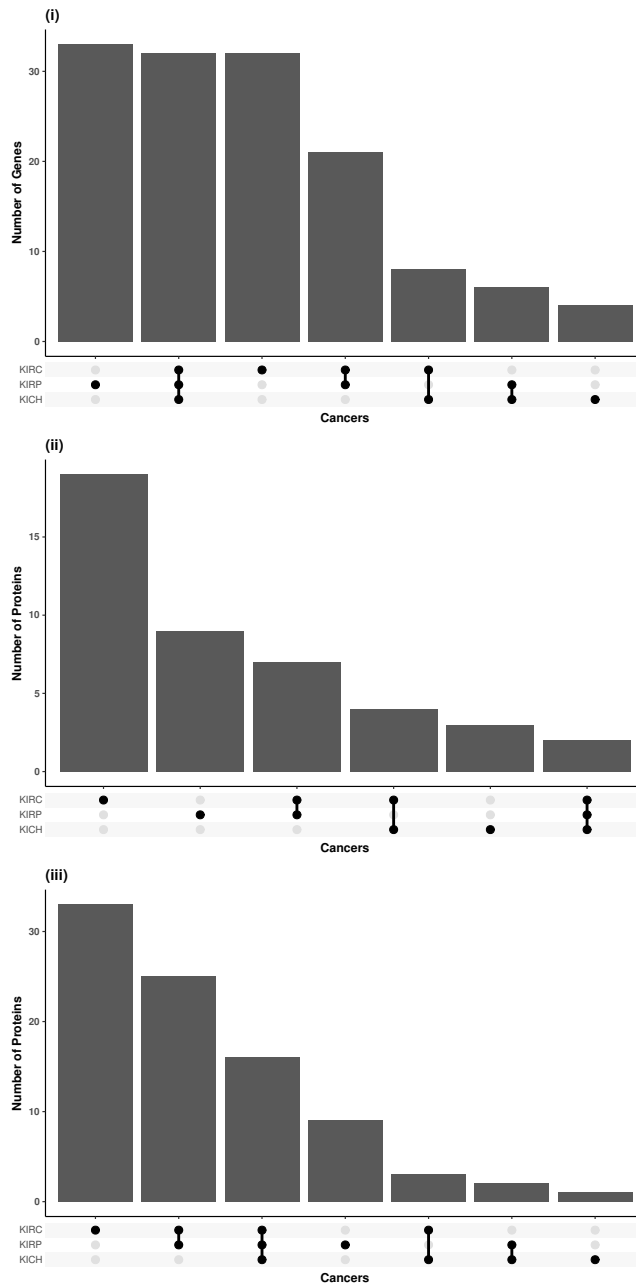 (i)
Number of Genes
30
20
10
0
KIRC
KIRP
KICH
Cancers
(ii)
Number of Proteins
15
10
5
0
KIRC
KIRP
KICH
Cancers
(iii)
Number of Proteins
30
20
10
0
KIRC
KIRP
KICH
Cancers